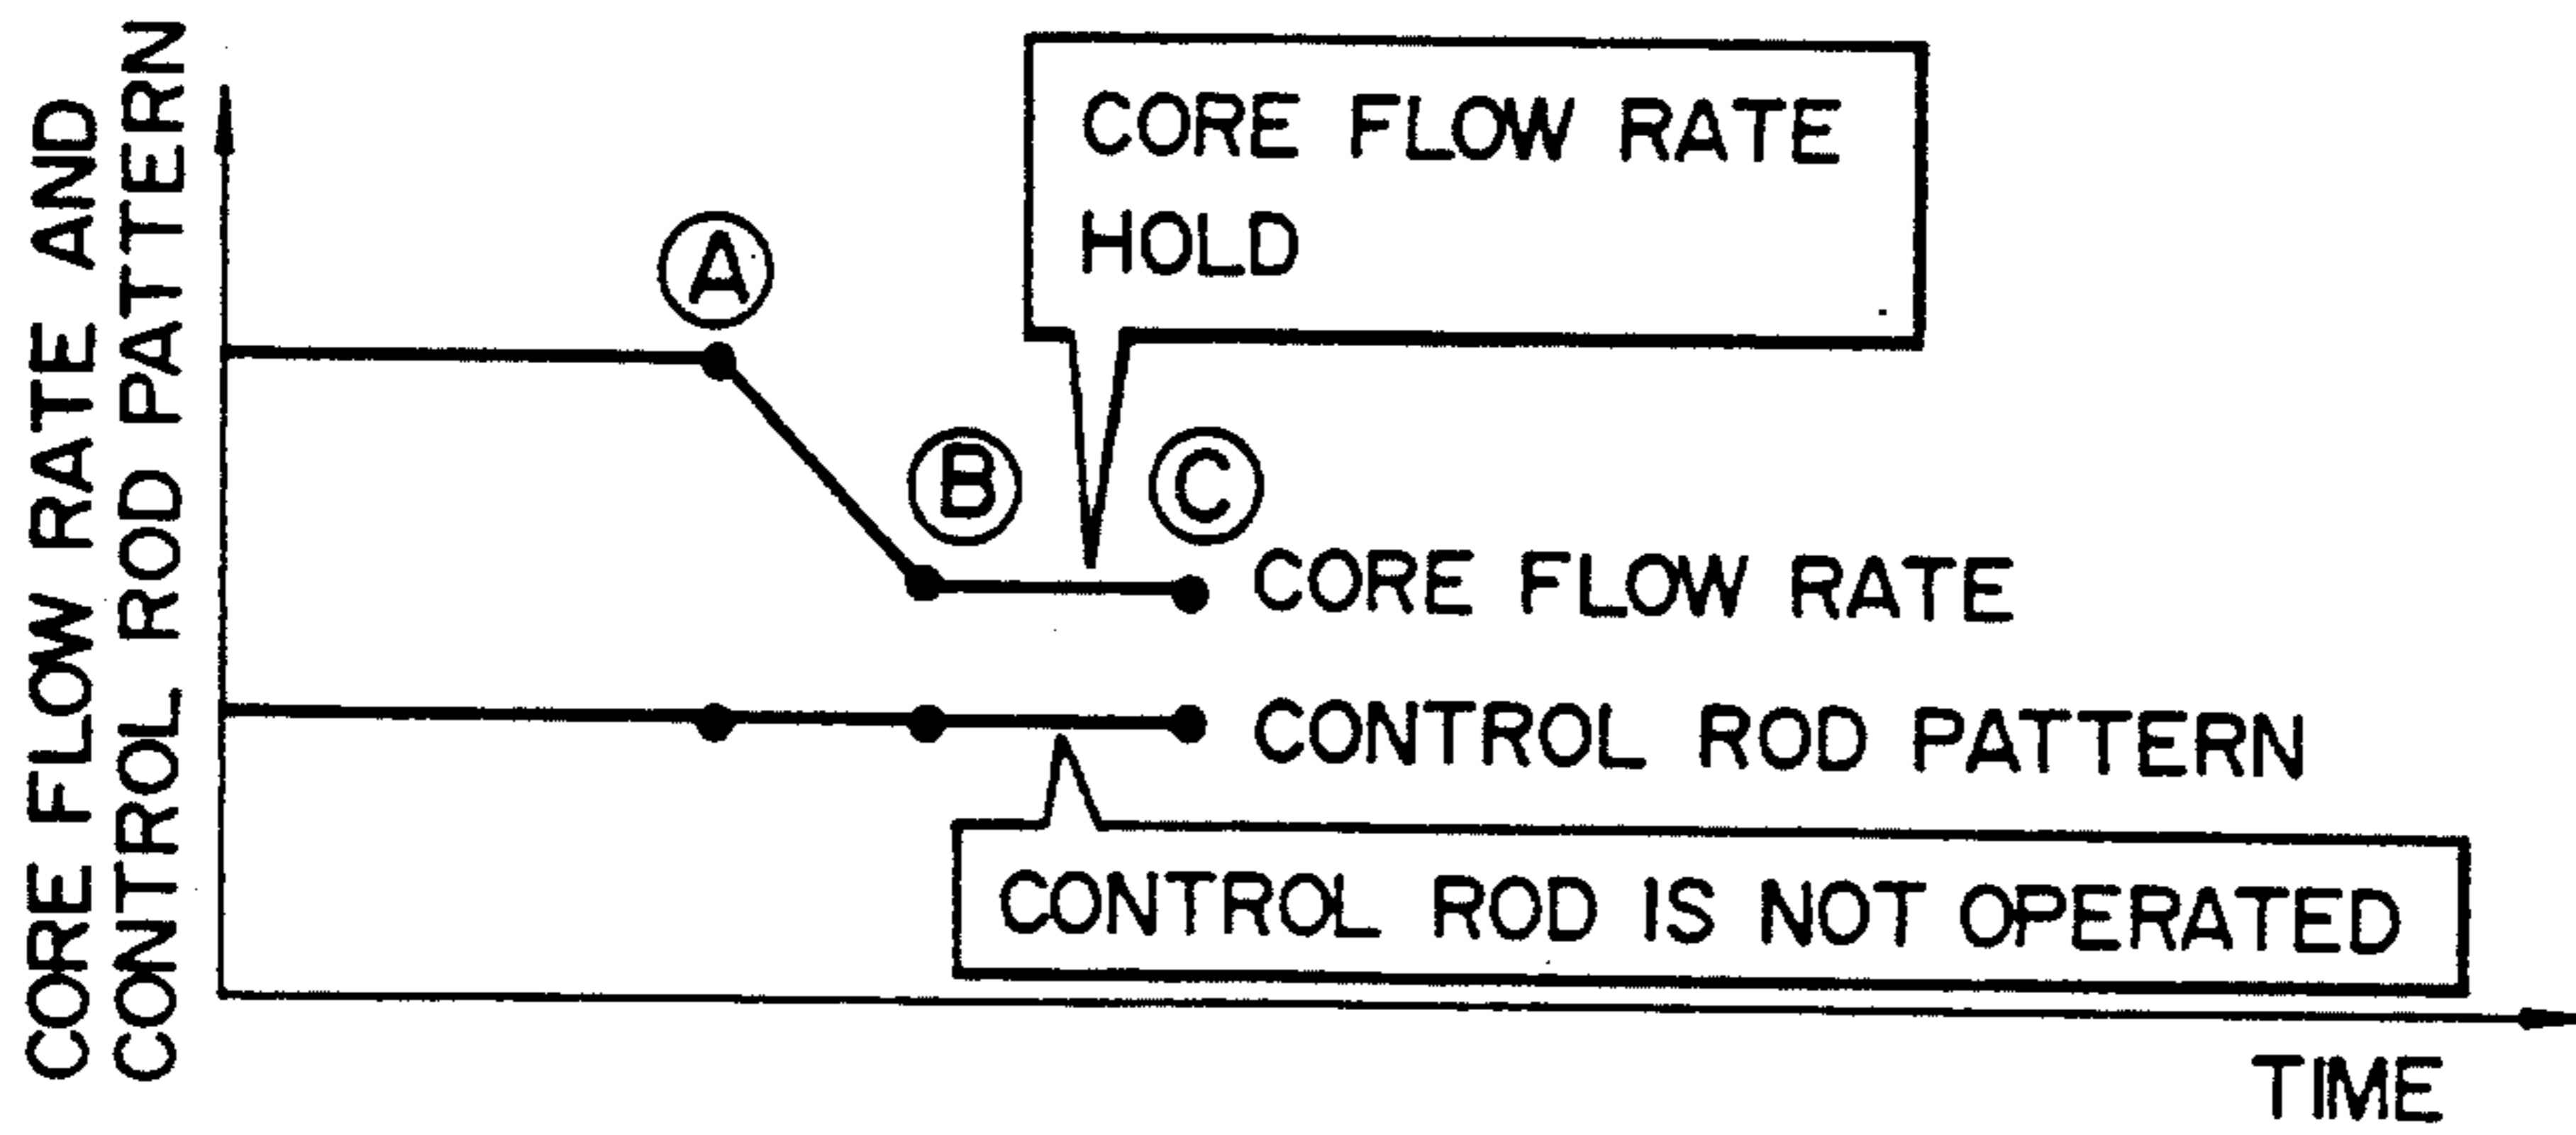 CORE FLOW RATE AND
CONTROL ROD PATTERN
CORE FLOW RATE
HOLD
A
B
C
CORE FLOW RATE
CONTROL ROD PATTERN
CONTROL ROD IS NOT OPERATED
TIME